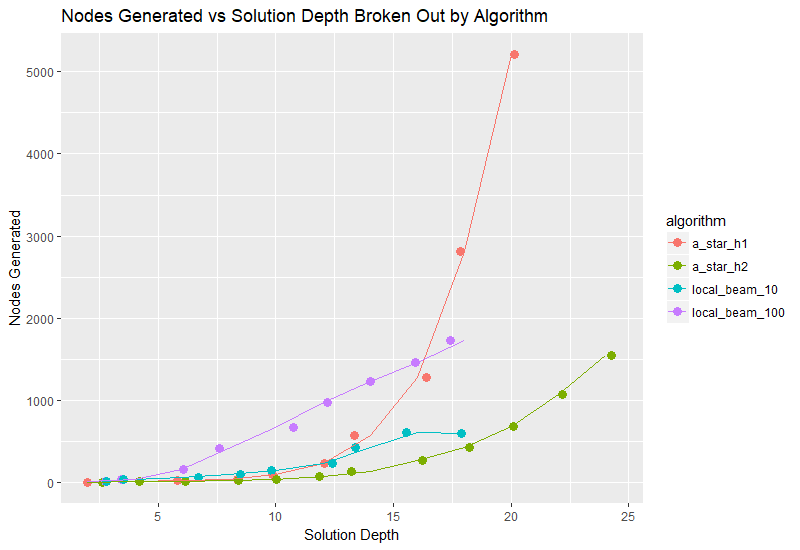 Nodes Generated vs Solution Depth Broken Out by Algorithm
Nodes Generated
5000
4000
3000
2000
1000
0
5
10
15
20
25
Solution Depth
algorithm
a_star_h1
a_star_h2
local_beam_10
local_beam_100